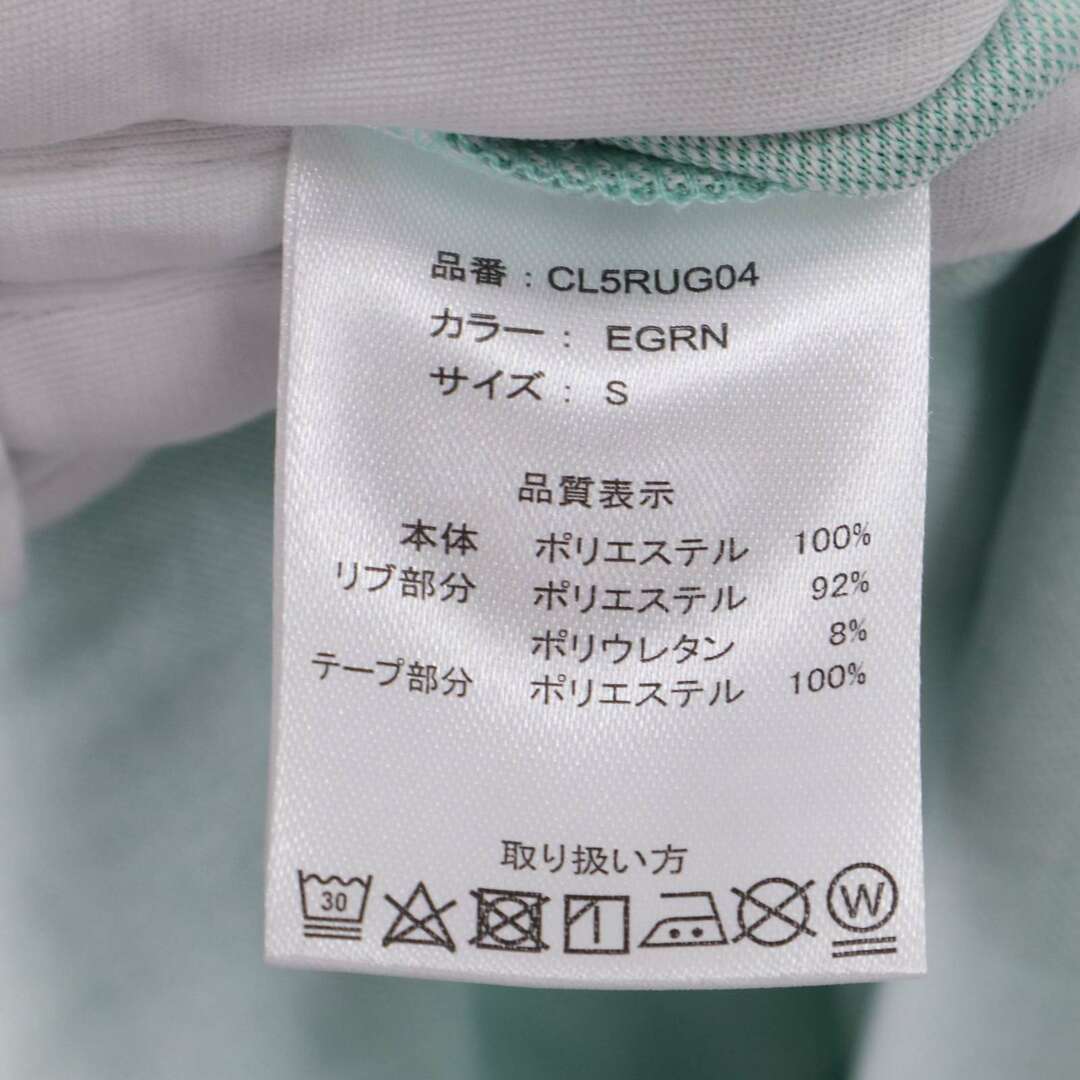 品番 : CL5RUG04
カラー : EGRN
サイズ : S
品質表示
本体 ポリエステル 100%
リブ部分 ポリエステル 92%
ポリウレタン 8%
テープ部分 ポリエステル 100%
取り扱い方
30 W